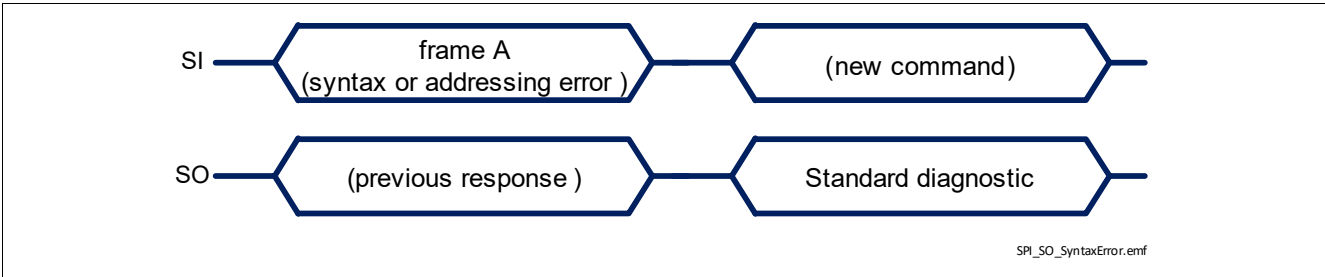 SI
frame A
(syntax or addressing error )
(new command)
SO
(previous response )
Standard diagnostic
SPI_SO_SyntaxError.emf